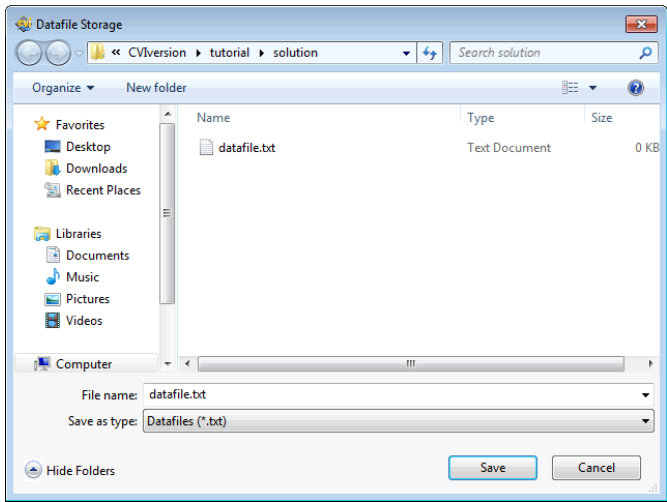 Datafile Storage
« CVIversion ▸ tutorial ▸ solution
Search solution
Organize ▾ New folder
Favorites
Desktop
Downloads
Recent Places
Libraries
Documents
Music
Pictures
Videos
Computer
Name Type Size
datafile.txt Text Document 0 KB
File name: datafile.txt
Save as type: Datafiles (*.txt)
Hide Folders Save Cancel